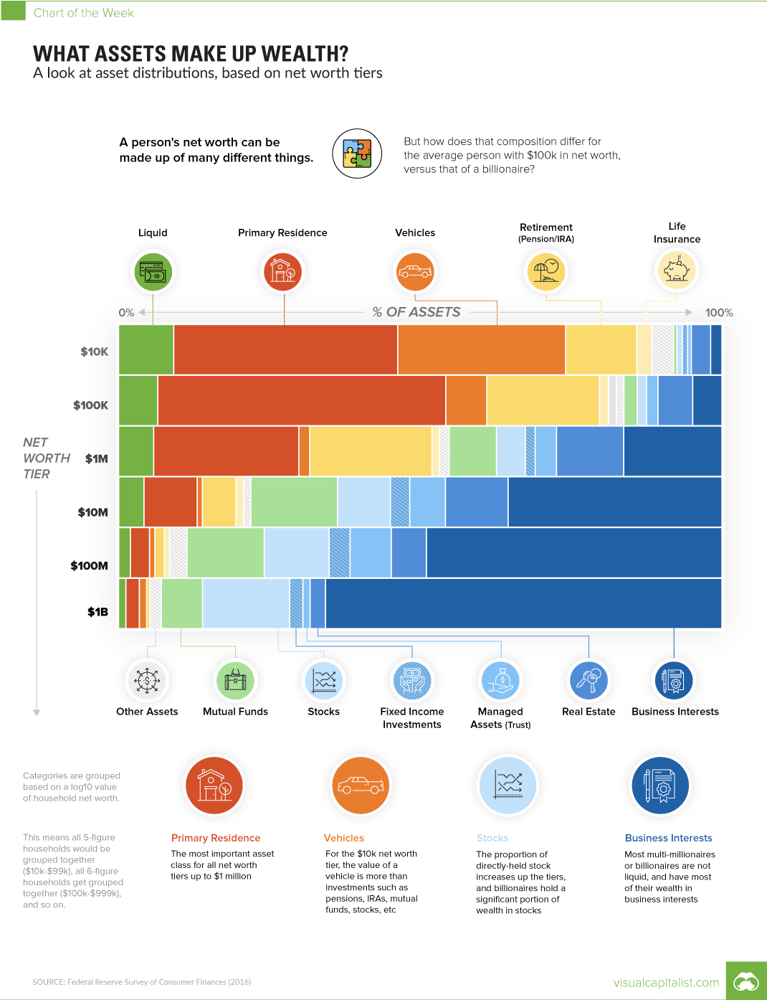 Chart of the Week
WHAT ASSETS MAKE UP WEALTH?
A look at asset distributions, based on net worth tiers
A person's net worth can be
made up of many different things.
But how does that composition differ for
the average person with $100k in net worth,
versus that of a billionaire?
Liquid
Primary Residence
Vehicles
Retirement
(Pension/IRA)
Life
Insurance
10
0%
% OF ASSETS
100%
NET
WORTH
TIER
$10K
$100K
$1M
$10M
$100M
$1B
Other Assets
Mutual Funds
Stocks
Fixed Income
Investments
Managed
Assets (Trust)
Real Estate
Business Interests
Categories are grouped
based on a log10 value
of household net worth.
This means all 5-figure
households would be
grouped together
($10k-$99k), all 6-figure
households get grouped
together ($100k-$999k),
and so on.
Primary Residence
The most important asset
class for all net worth
tiers up to $1 million
Vehicles
For the $10k net worth
tier, the value of a
vehicle is more than
investments such as
pensions, IRAs, mutual
funds, stocks, etc
Stocks
The proportion of
directly-held stock
increases up the tiers,
and billionaires hold a
significant portion of
wealth in stocks
Business Interests
Most multi-millionaires
or billionaires are not
liquid, and have most
of their wealth in
business interests
SOURCE: Federal Reserve Survey of Consumer Finances (2016)
visualcapitalist.com